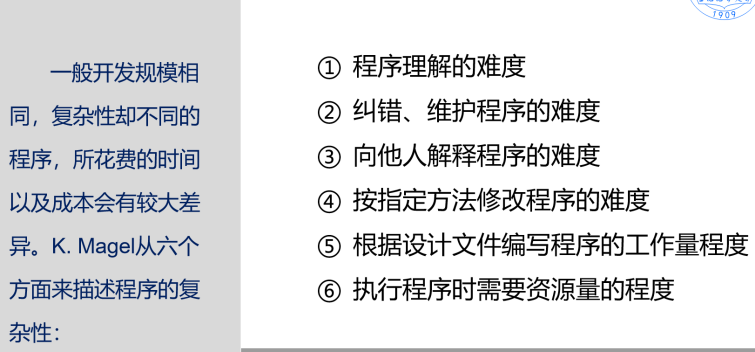 一般开发规模相
同，复杂性却不同的
程序，所花费的时间
以及成本会有较大差
异。K. Magel从六个
方面来描述程序的复
杂性：
① 程序理解的难度
② 纠错、维护程序的难度
③ 向他人解释程序的难度
④ 按指定方法修改程序的难度
⑤ 根据设计文件编写程序的工作量程度
⑥ 执行程序时需要资源量的程度
1909